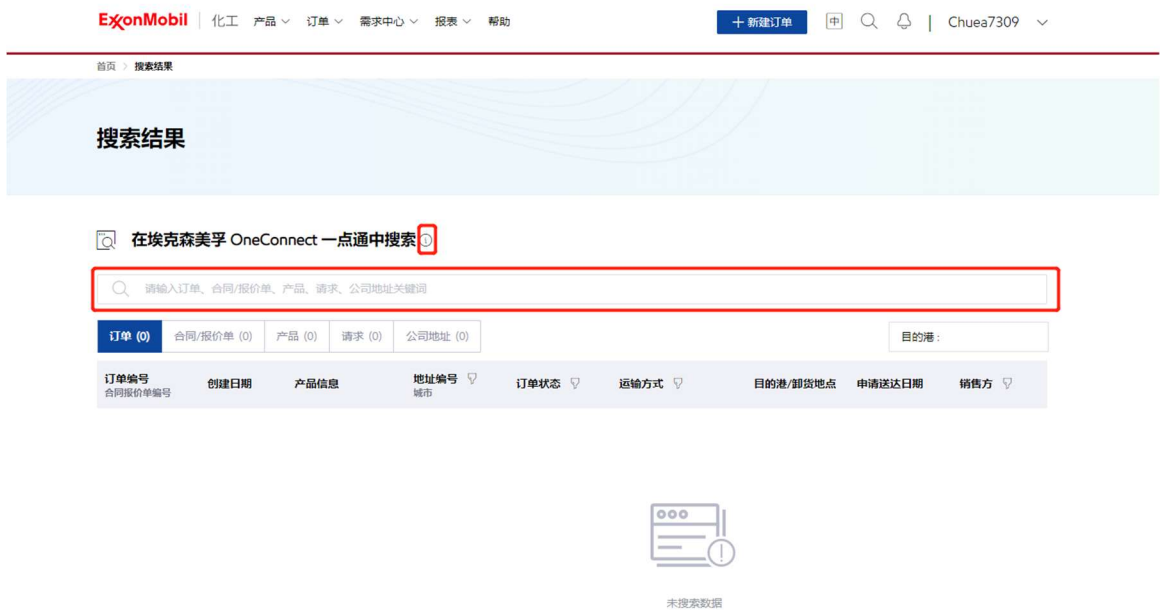 ExxonMobil 化工 产品 订单 需求中心 报表 帮助 新建订单 中 Chuea7309
首页 > 搜索结果
搜索结果
在埃克森美孚 OneConnect 一点通中搜索
请输入订单、合同/报价单、产品、请求、公司地址关键词
订单 (0) 合同/报价单 (0) 产品 (0) 请求 (0) 公司地址 (0) 目的港 :
订单编号 创建日期 产品信息 地址编号 订单状态 运输方式 目的港/卸货地点 申请送达日期 销售方
合同报价单编号 城市
未搜索数据